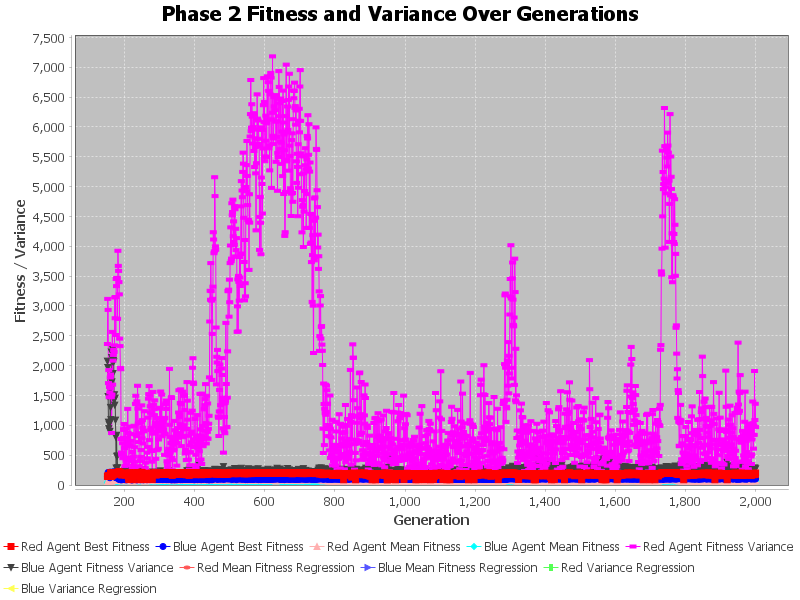 Phase 2 Fitness and Variance Over Generations
Fitness / Variance
7,500
7,000
6,500
6,000
5,500
5,000
4,500
4,000
3,500
3,000
2,500
2,000
1,500
1,000
500
0
200 400 600 800 1,000 1,200 1,400 1,600 1,800 2,000
Generation
Red Agent Best Fitness Blue Agent Best Fitness Red Agent Mean Fitness Blue Agent Mean Fitness Red Agent Fitness Variance
Blue Agent Fitness Variance Red Mean Fitness Regression Blue Mean Fitness Regression Red Variance Regression
Blue Variance Regression